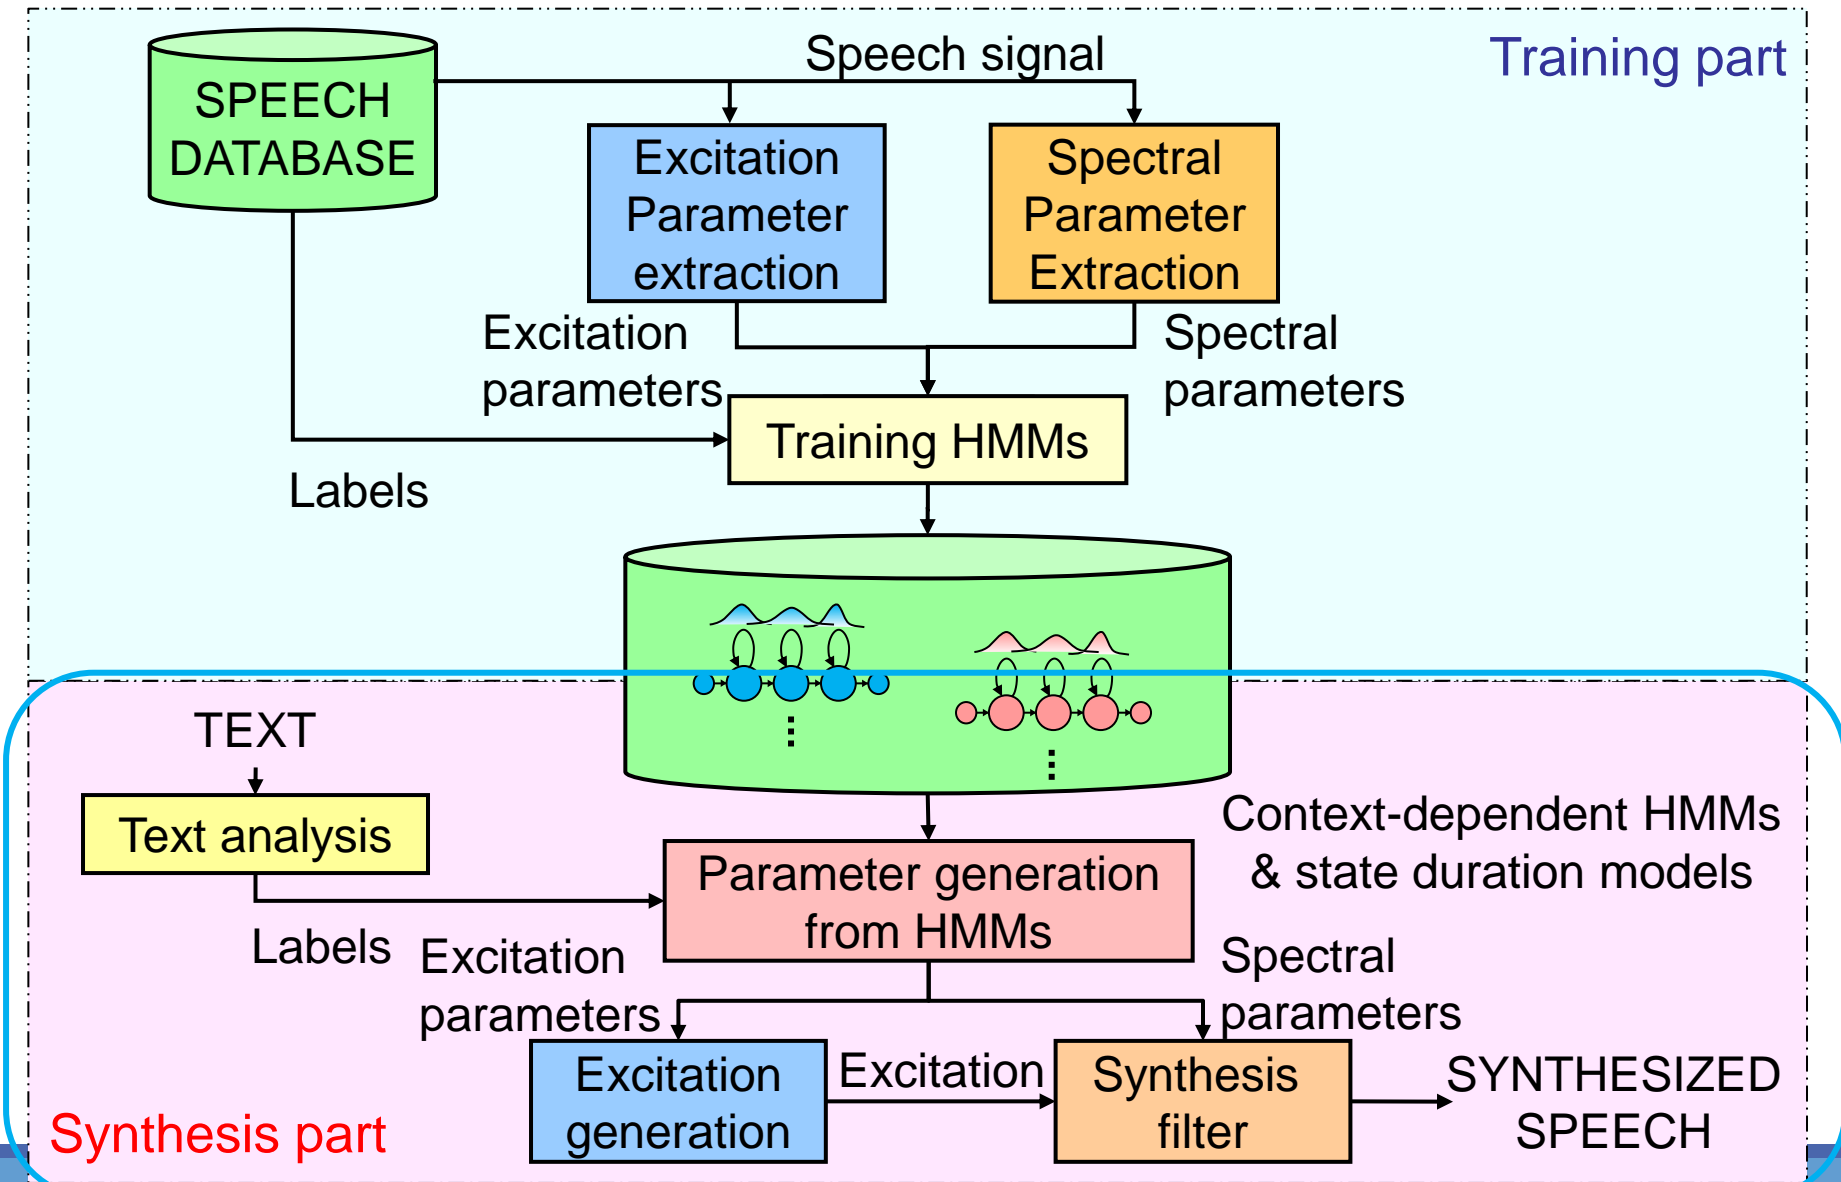 Speech signal
Training part
SPEECH
DATABASE
Excitation
Parameter
extraction
Spectral
Parameter
Extraction
Excitation
parameters
Spectral
parameters
Training HMMs
Labels
TEXT
Text analysis
Context-dependent HMMs
& state duration models
Parameter generation
from HMMs
Labels
Excitation
parameters
Spectral
parameters
Excitation
generation
Excitation
Synthesis
filter
SYNTHESIZED
SPEECH
Synthesis part